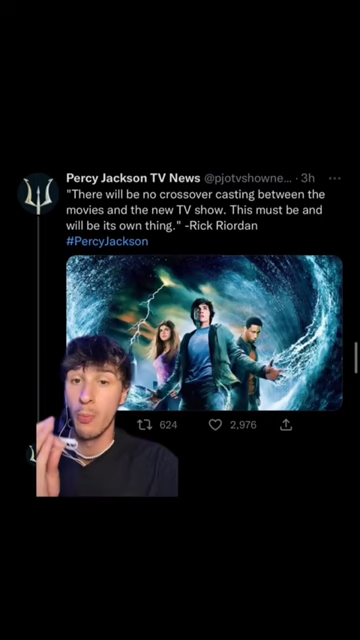 Percy Jackson TV News @pjotvshowne... · 3h
"There will be no crossover casting between the
movies and the new TV show. This must be and
will be its own thing." -Rick Riordan
#PercyJackson
624
2,976